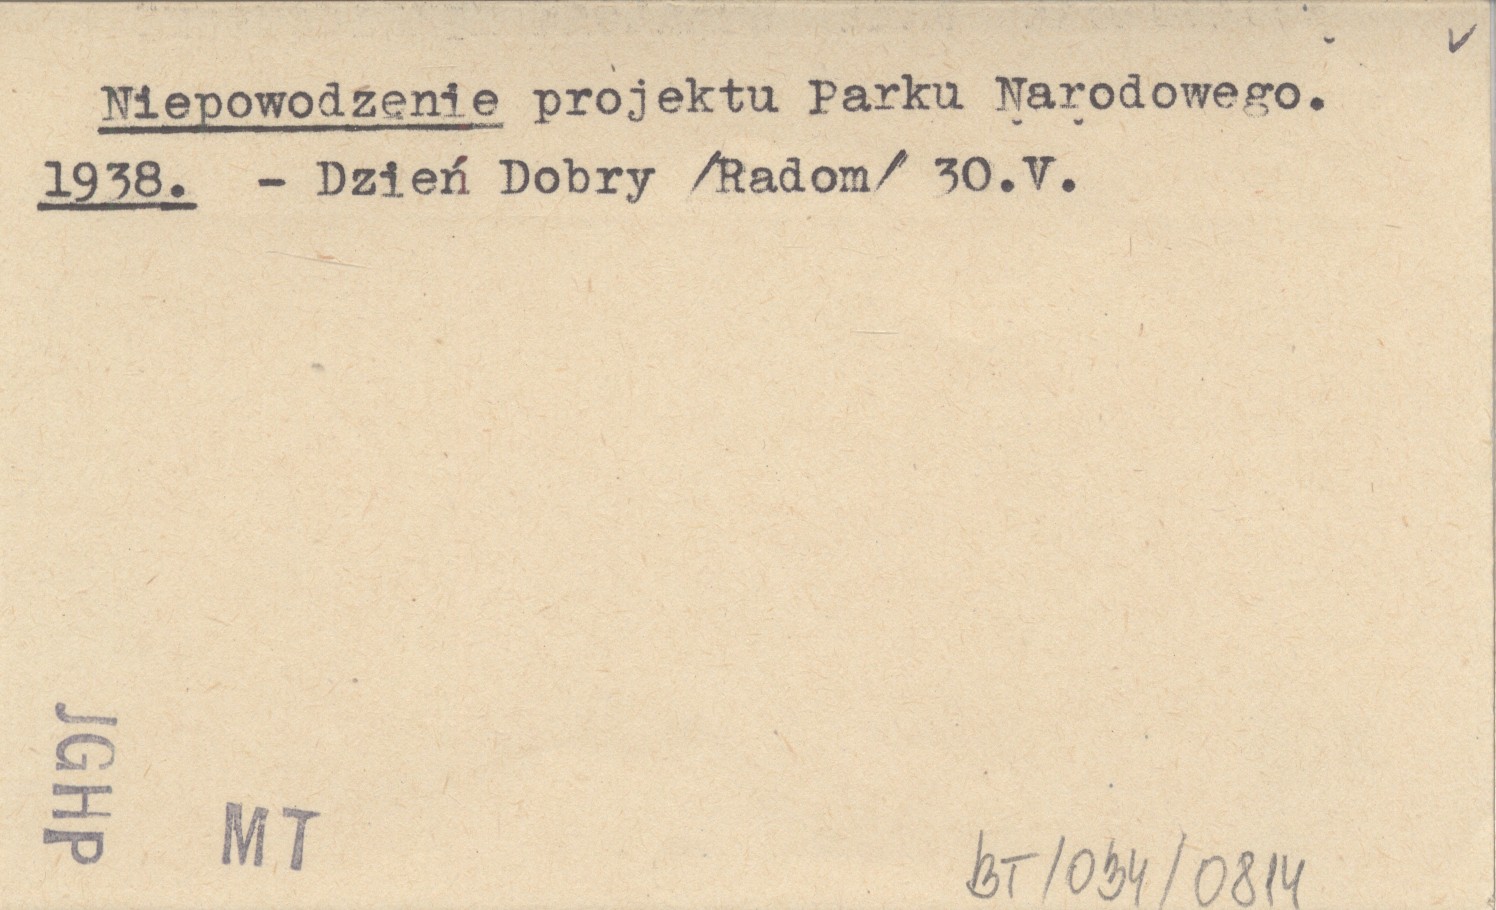 Niepowodzenie projektu Parku Narodowego.
1938. - Dzień Dobry /Radom/ 30.V.
JGHP
MT
BT/034/0814